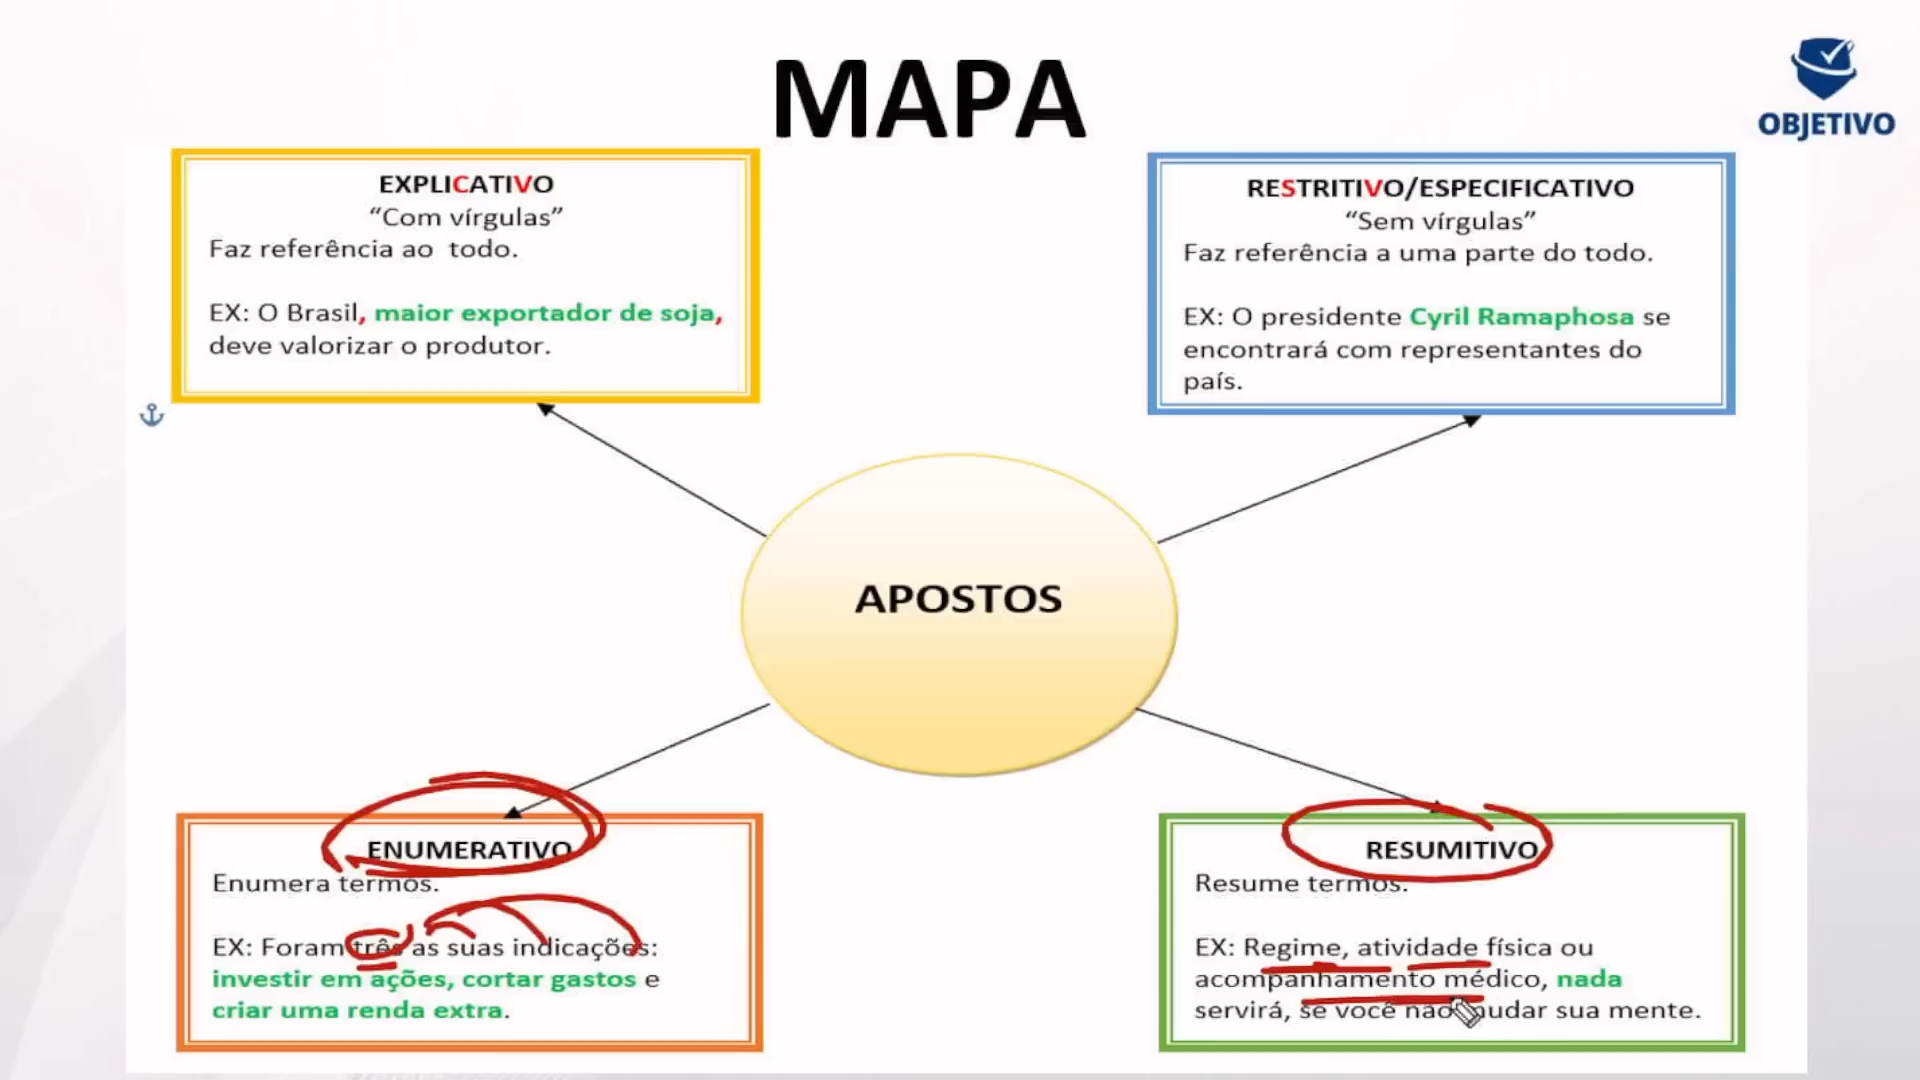 MAPA
OBJETIVO
EXPLICATIVO
“Com vírgulas”
Faz referência ao todo.
EX: O Brasil, maior exportador de soja,
deve valorizar o produtor.
RESTRITIVO/ESPECIFICATIVO
“Sem vírgulas”
Faz referência a uma parte do todo.
EX: O presidente Cyril Ramaphosa se
encontrará com representantes do
país.
APOSTOS
ENUMERATIVO
Enumera termos.
EX: Foram três as suas indicações:
investir em ações, cortar gastos e
criar uma renda extra.
RESUMITIVO
Resume termos.
EX: Regime, atividade física ou
acompanhamento médico, nada
servirá, se você não mudar sua mente.